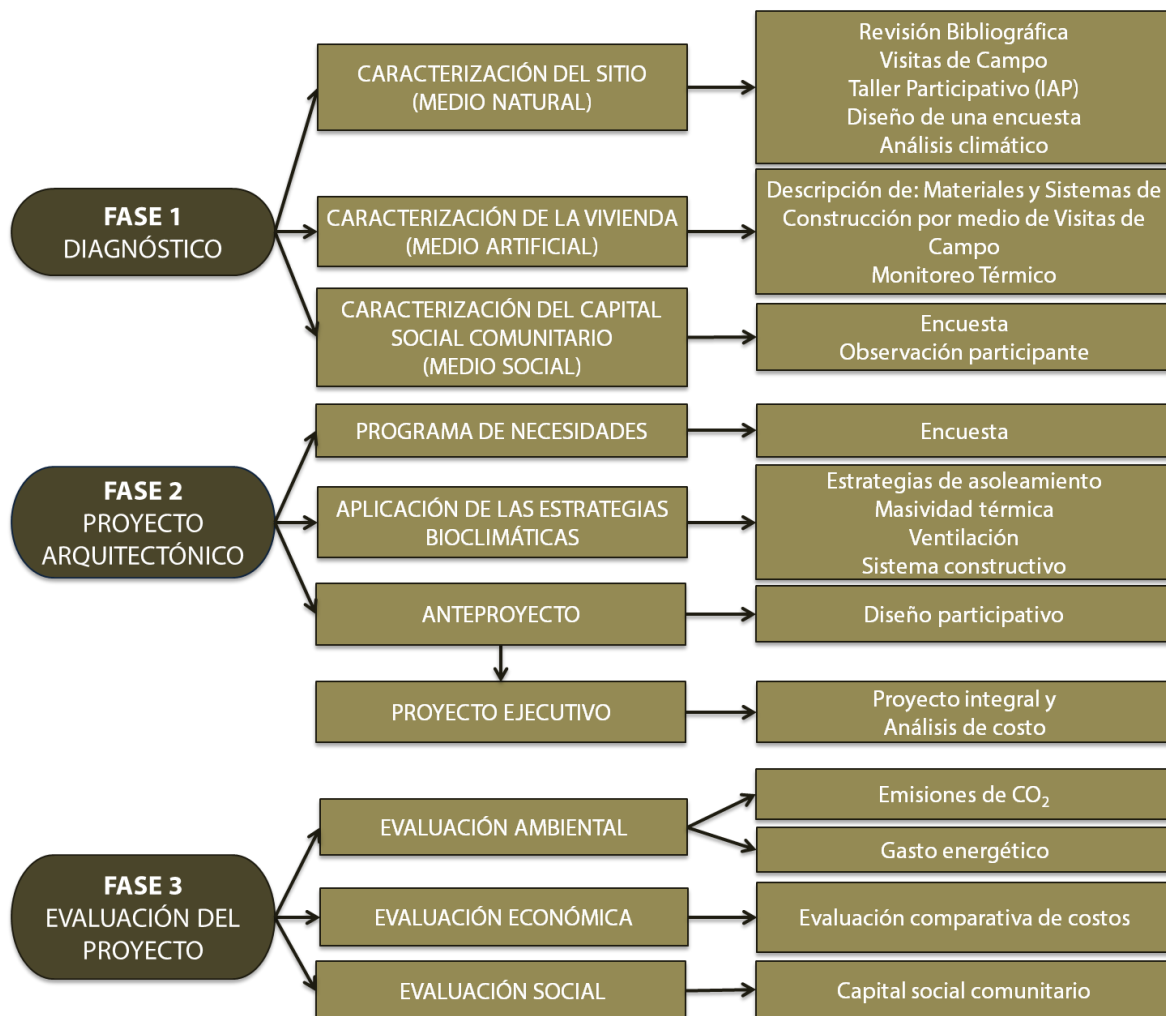 FASE 1
DIAGNÓSTICO
CARACTERIZACIÓN DEL SITIO
(MEDIO NATURAL)
Revisión Bibliográfica
Visitas de Campo
Taller Participativo (IAP)
Diseño de una encuesta
Análisis climático
CARACTERIZACIÓN DE LA VIVIENDA
(MEDIO ARTIFICIAL)
Descripción de: Materiales y Sistemas de
Construcción por medio de Visitas de
Campo
Monitoreo Térmico
CARACTERIZACIÓN DEL CAPITAL
SOCIAL COMUNITARIO
(MEDIO SOCIAL)
Encuesta
Observación participante
FASE 2
PROYECTO
ARQUITECTÓNICO
PROGRAMA DE NECESIDADES
Encuesta
APLICACIÓN DE LAS ESTRATEGIAS
BIOCLIMÁTICAS
Estrategias de asoleamiento
Masividad térmica
Ventilación
Sistema constructivo
ANTEPROYECTO
Diseño participativo
PROYECTO EJECUTIVO
Proyecto integral y
Análisis de costo
FASE 3
EVALUACIÓN DEL
PROYECTO
EVALUACIÓN AMBIENTAL
Emisiones de CO₂
Gasto energético
EVALUACIÓN ECONÓMICA
Evaluación comparativa de costos
EVALUACIÓN SOCIAL
Capital social comunitario